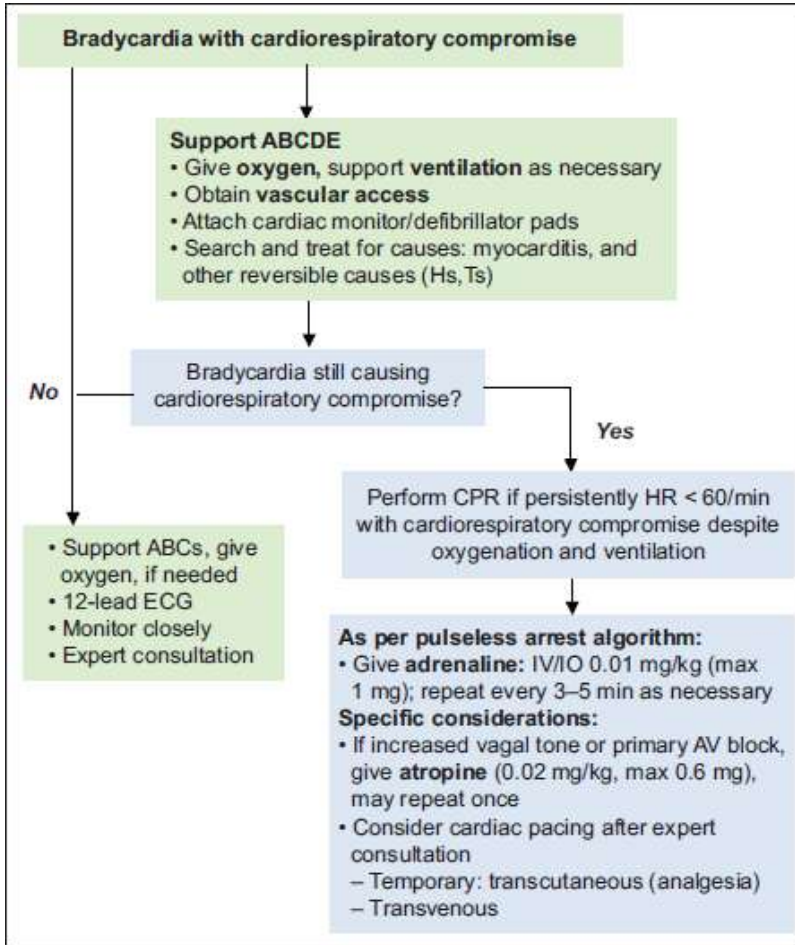 Bradycardia with cardiorespiratory compromise
Support ABCDE
• Give oxygen, support ventilation as necessary
• Obtain vascular access
• Attach cardiac monitor/defibrillator pads
• Search and treat for causes: myocarditis, and
other reversible causes (Hs,Ts)
Bradycardia still causing
cardiorespiratory compromise?
No
Yes
Perform CPR if persistently HR < 60/min
with cardiorespiratory compromise despite
oxygenation and ventilation
• Support ABCs, give
oxygen, if needed
• 12-lead ECG
• Monitor closely
• Expert consultation
As per pulseless arrest algorithm:
• Give adrenaline: IV/IO 0.01 mg/kg (max
1 mg); repeat every 3–5 min as necessary
Specific considerations:
• If increased vagal tone or primary AV block,
give atropine (0.02 mg/kg, max 0.6 mg),
may repeat once
• Consider cardiac pacing after expert
consultation
– Temporary: transcutaneous (analgesia)
– Transvenous